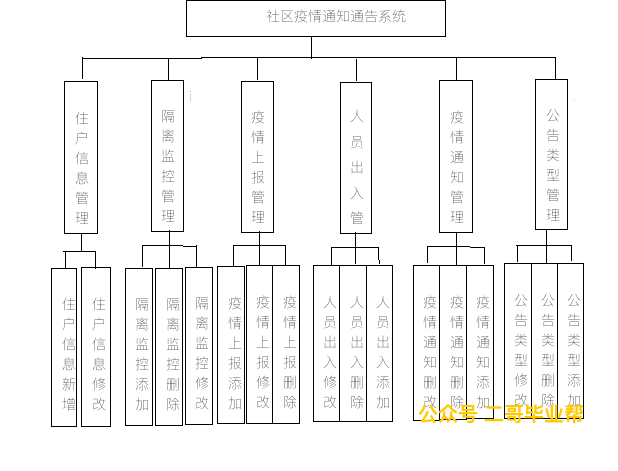 社区疫情通知通告系统
住户信息管理
隔离监控管理
疫情上报管理
人员出入管
疫情通知管理
公告类型管理
住户信息新增
住户信息修改
隔离监控添加
隔离监控删除
隔离监控修改
疫情上报添加
疫情上报修改
疫情上报删除
人员出入修改
人员出入删除
人员出入添加
疫情通知删改
疫情通知删除
疫情通知添加
公告类型修改
公告类型删除
公告类型添加
公众号 二哥毕业帮